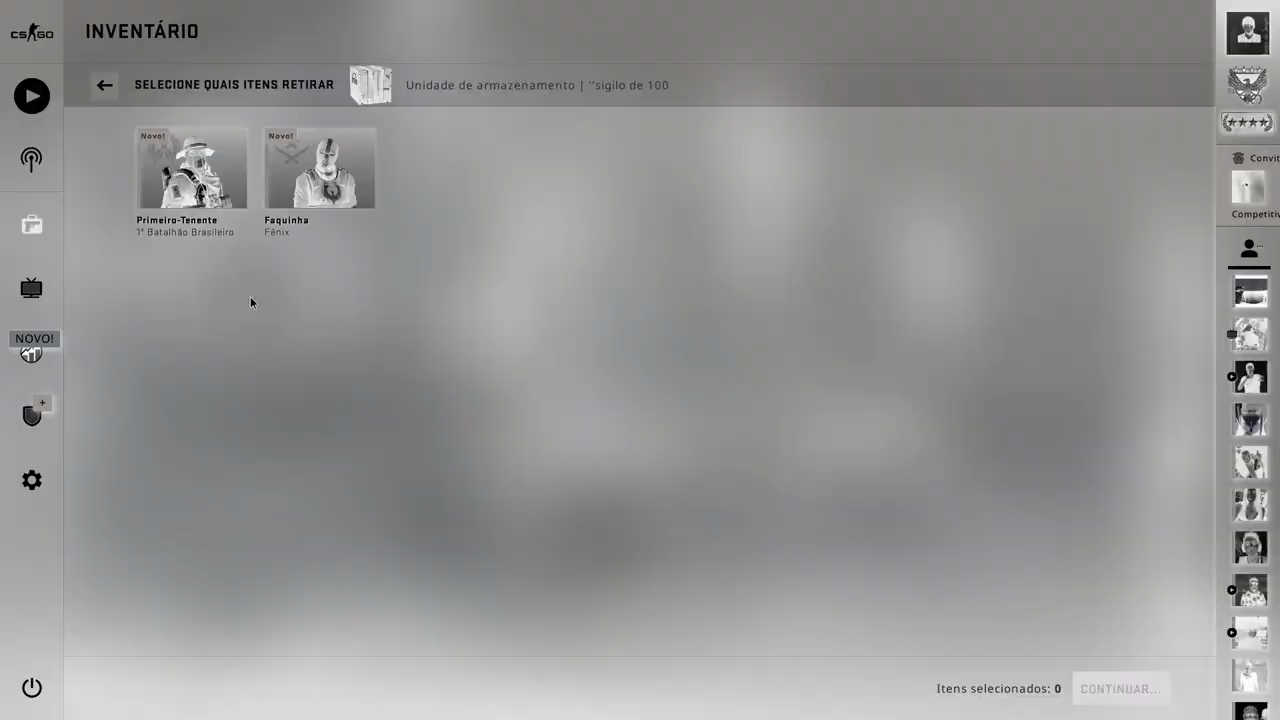 CS GO
INVENTÁRIO
SELECIONE QUAIS ITENS RETIRAR
Unidade de armazenamento | ''sigilo de 100
Novo!
Novo!
Primeiro-Tenente
1º Batalhão Brasileiro
Faquinha
Fênix
NOVO!
+
Convit
Competitiv
Itens selecionados: 0
CONTINUAR...